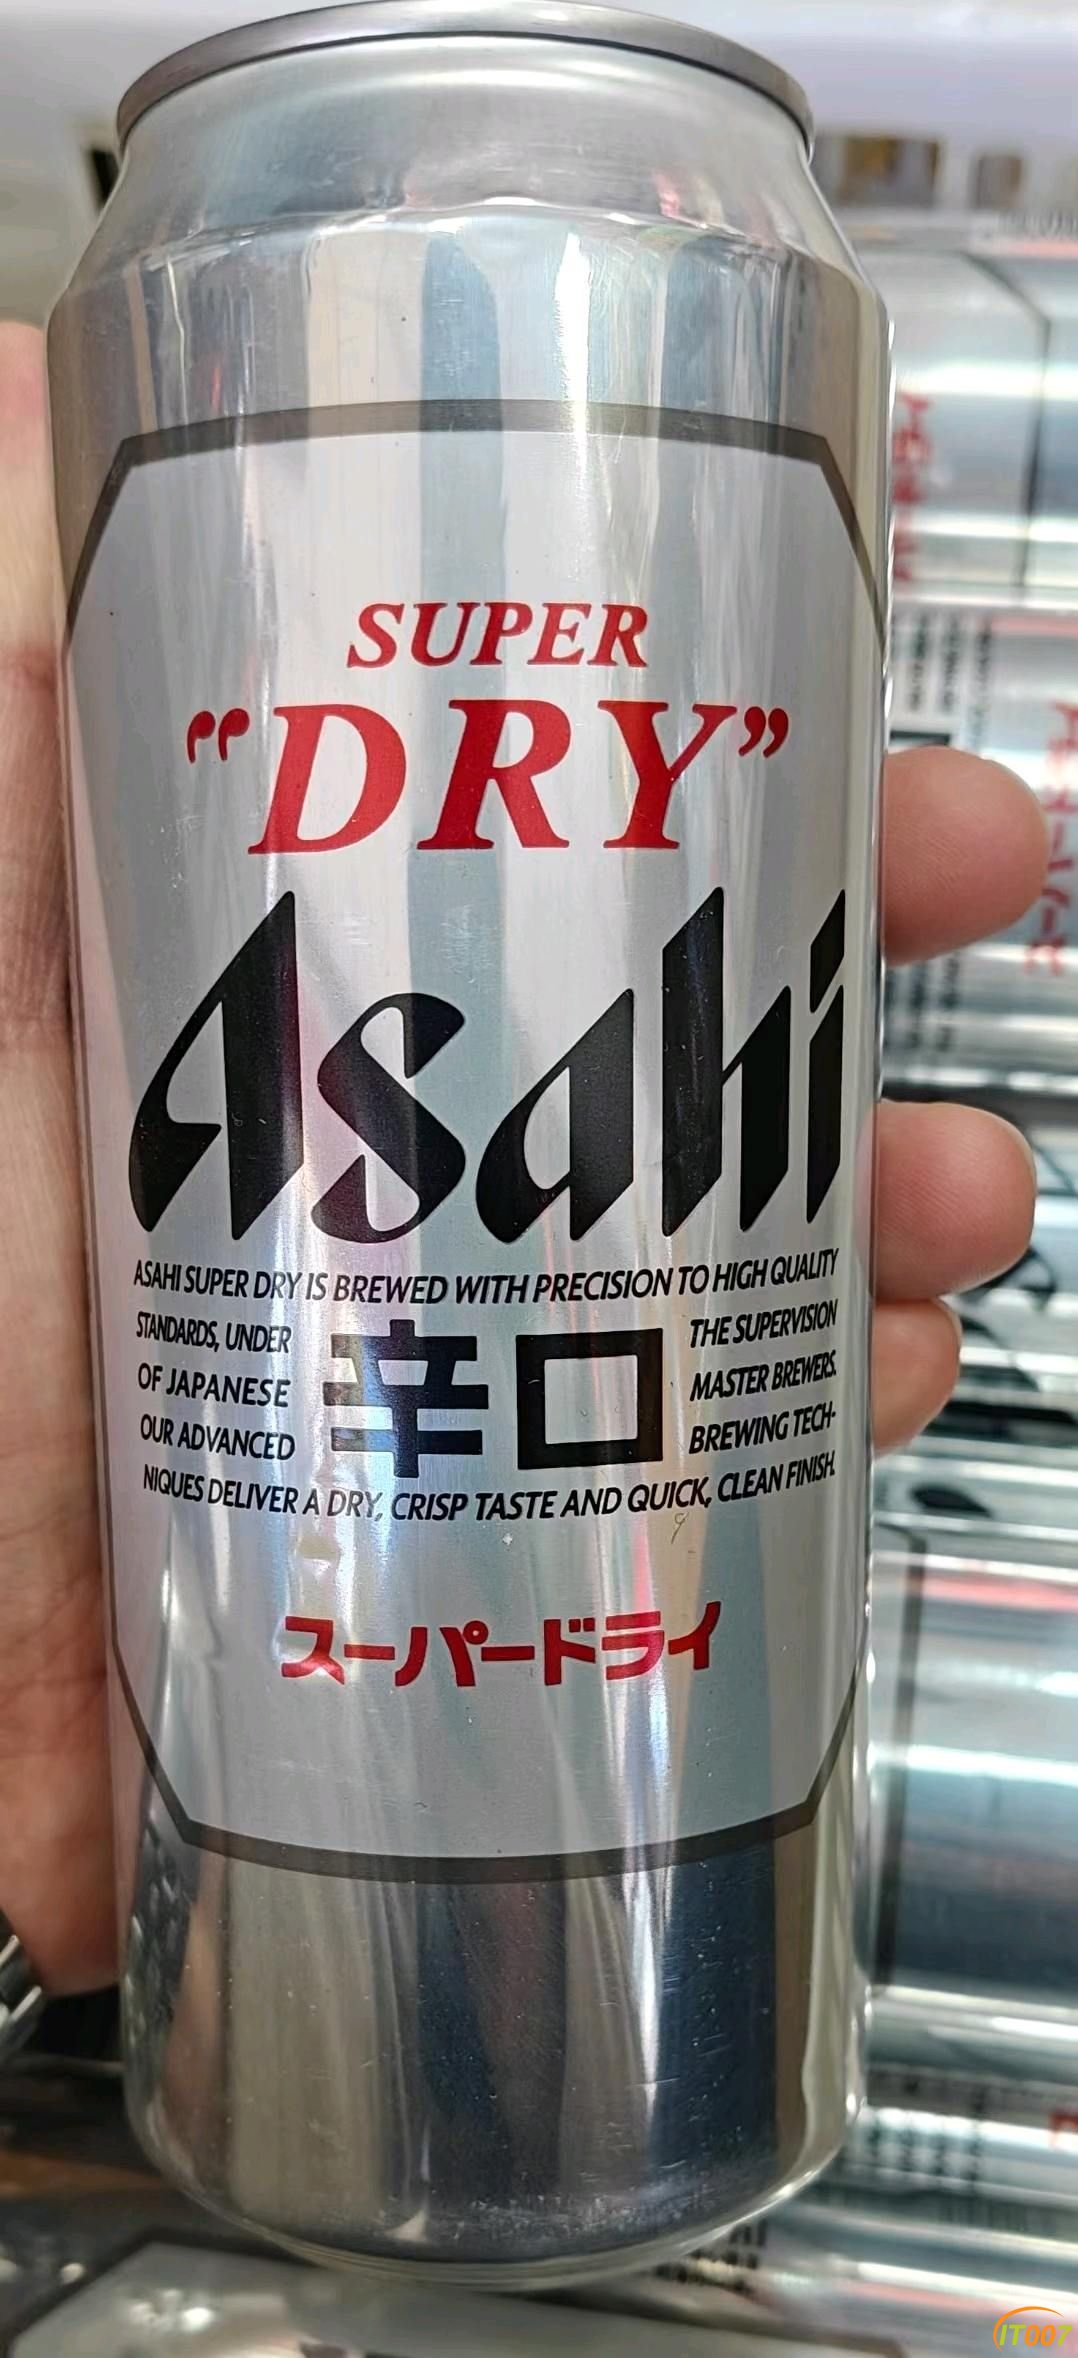 SUPER
“DRY”
Asahi
ASAHI SUPER DRY IS BREWED WITH PRECISION TO HIGH QUALITY
STANDARDS, UNDER THE SUPERVISION
OF JAPANESE MASTER BREWERS.
辛口
OUR ADVANCED BREWING TECH-
NIQUES DELIVER A DRY, CRISP TASTE AND QUICK, CLEAN FINISH.
スーパードライ
IT007